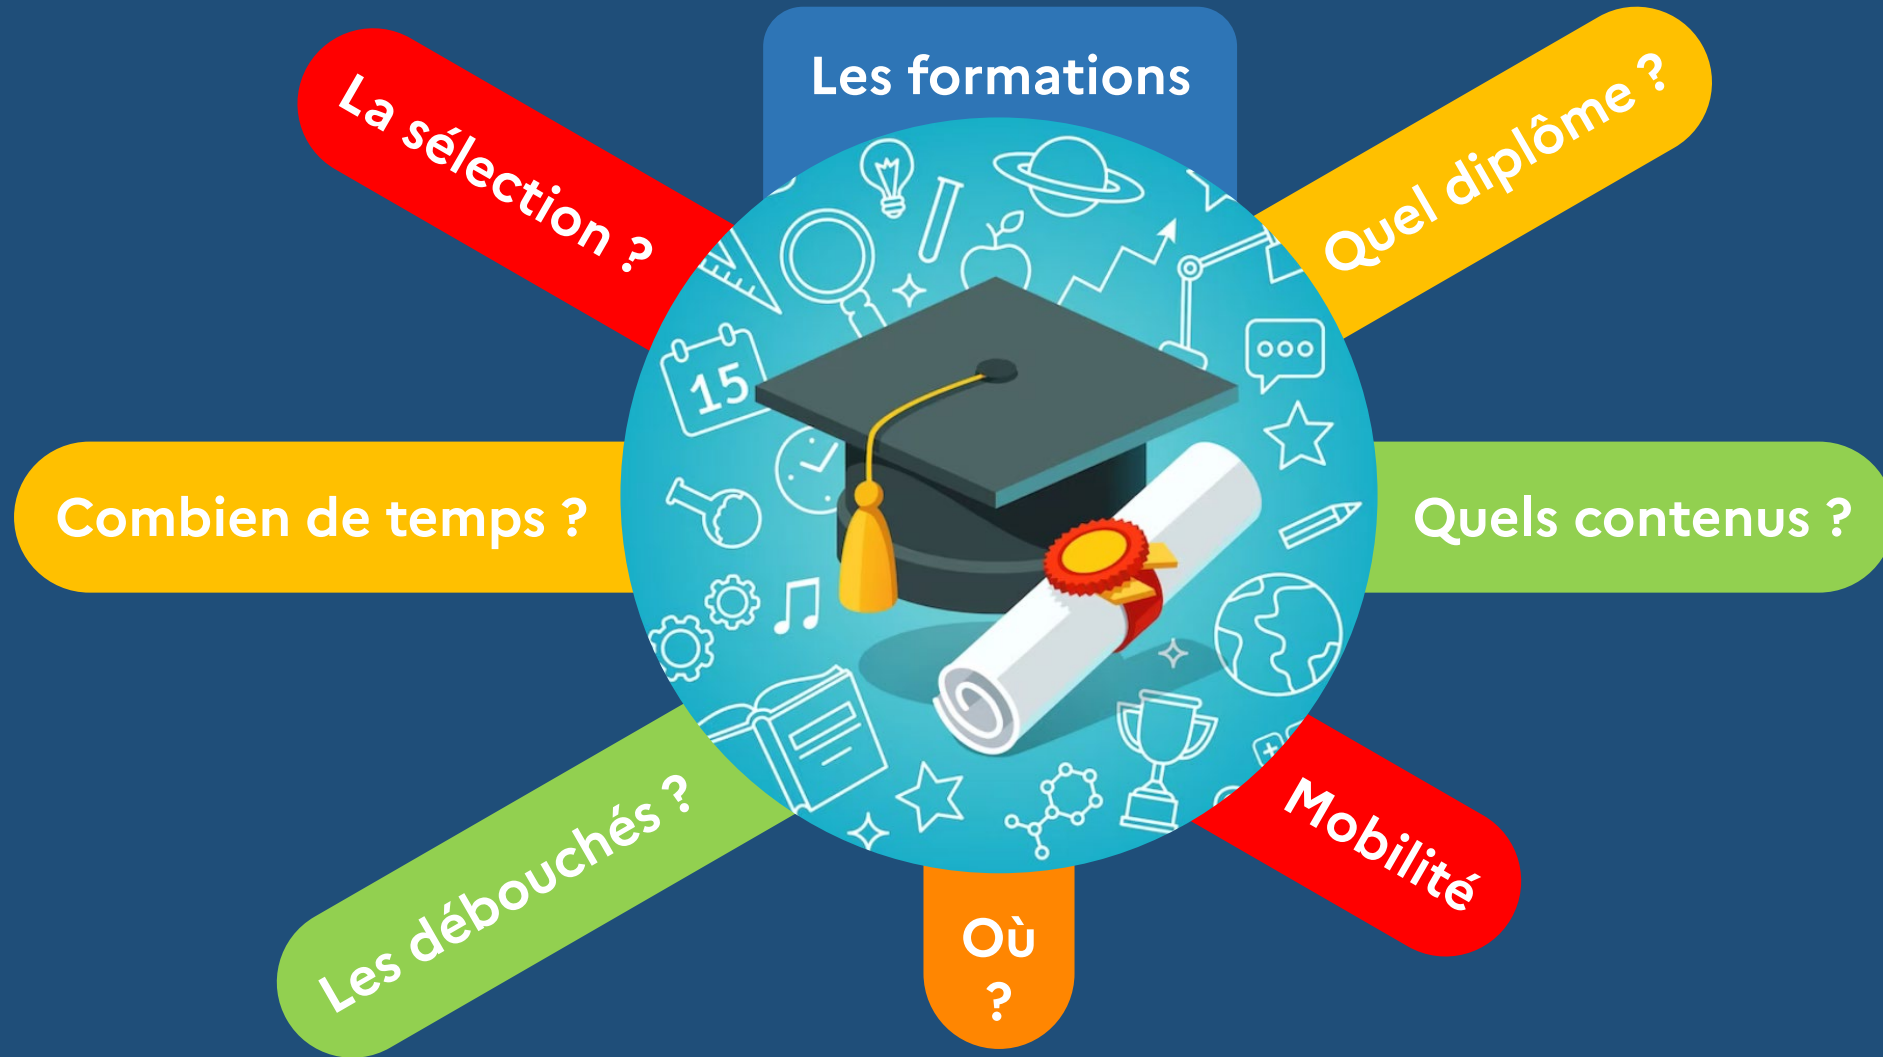 Les formations
La sélection ?
Quel diplôme ?
15
Combien de temps ?
Quels contenus ?
Les débouchés ?
Mobilité
Où
?